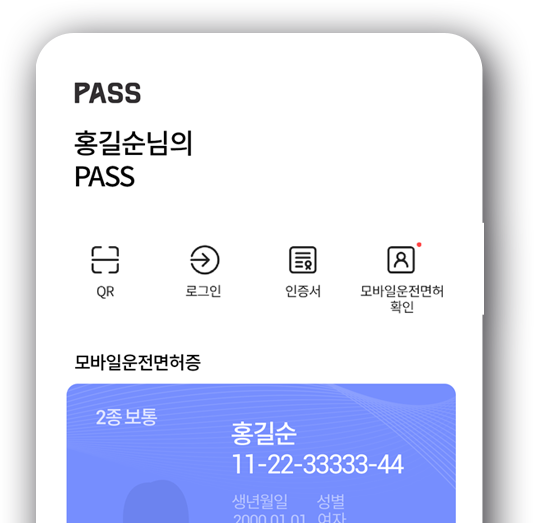 PASS
홍길순님의
PASS
QR
로그인
인증서
모바일운전면허
확인
모바일운전면허증
2종 보통
홍길순
11-22-33333-44
생년월일 성별
2000.01.01 여자